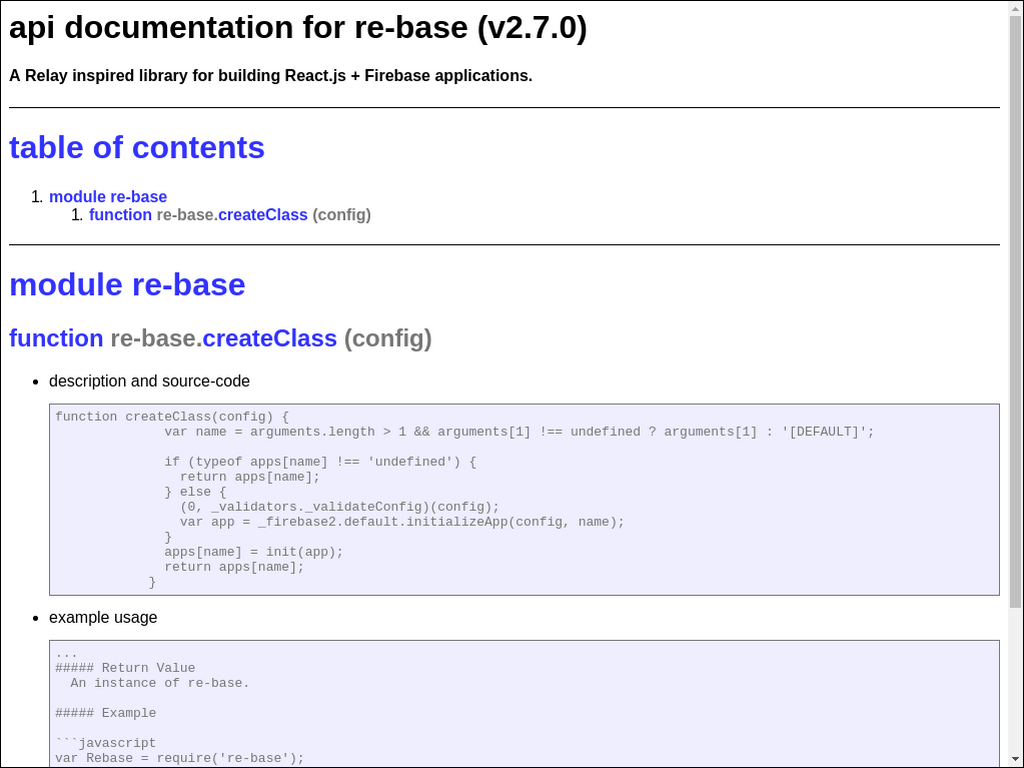 api documentation for re-base (v2.7.0)
A Relay inspired library for building React.js + Firebase applications.
table of contents
1. module re-base
1. function re-base.createClass (config)
module re-base
function re-base.createClass (config)
• description and source-code
function createClass(config) {
              var name = arguments.length > 1 && arguments[1] !== undefined ? arguments[1] : '[DEFAULT]';

              if (typeof apps[name] !== 'undefined') {
                return apps[name];
              } else {
                (0, _validators._validateConfig)(config);
                var app = _firebase2.default.initializeApp(config, name);
              }
              apps[name] = init(app);
              return apps[name];
            }
• example usage
...
##### Return Value
  An instance of re-base.

##### Example

```javascript
var Rebase = require('re-base');